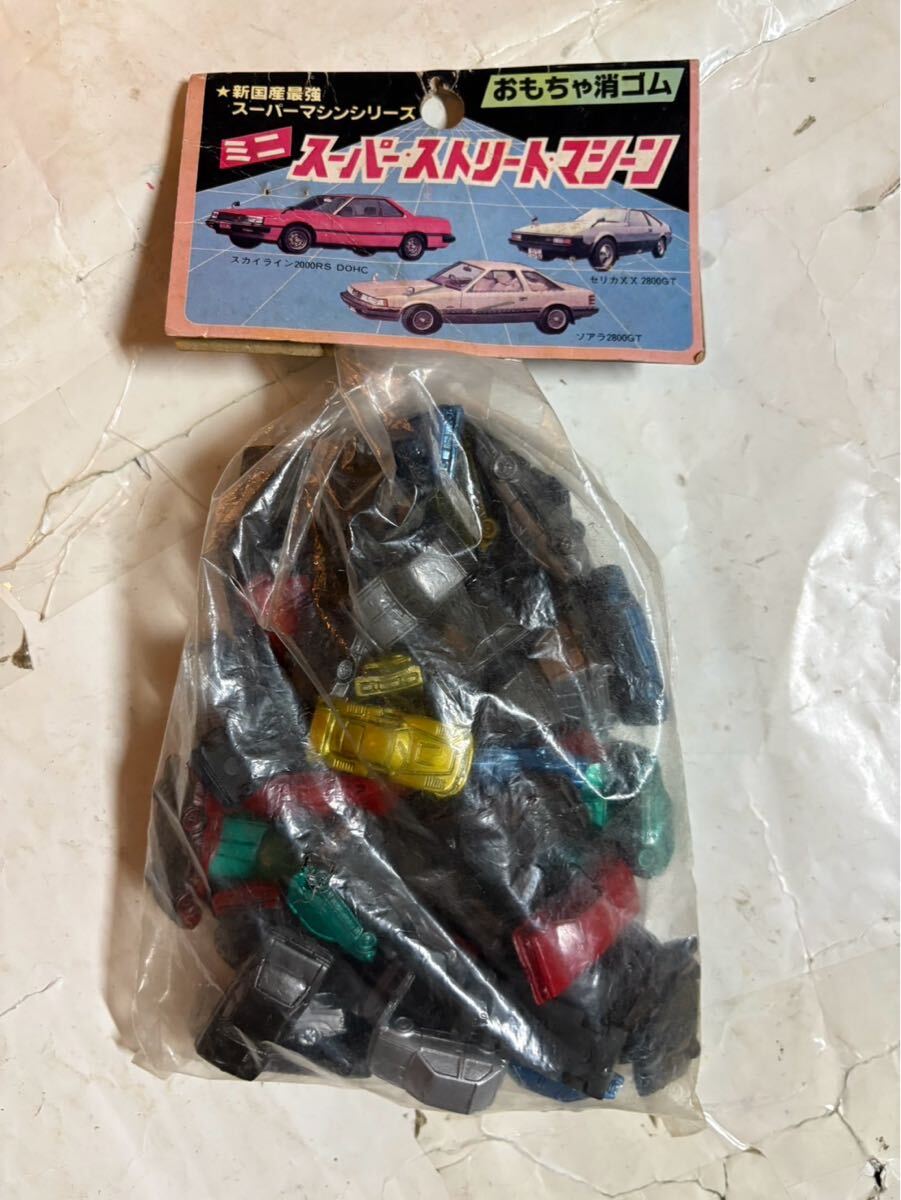 ★新国産最強
スーパーマシンシリーズ
おもちゃ消ゴム
ミニ
スーパー・ストリート・マシーン
スカイライン2000RS DOHC
セリカXX 2800GT
ソアラ2800GT